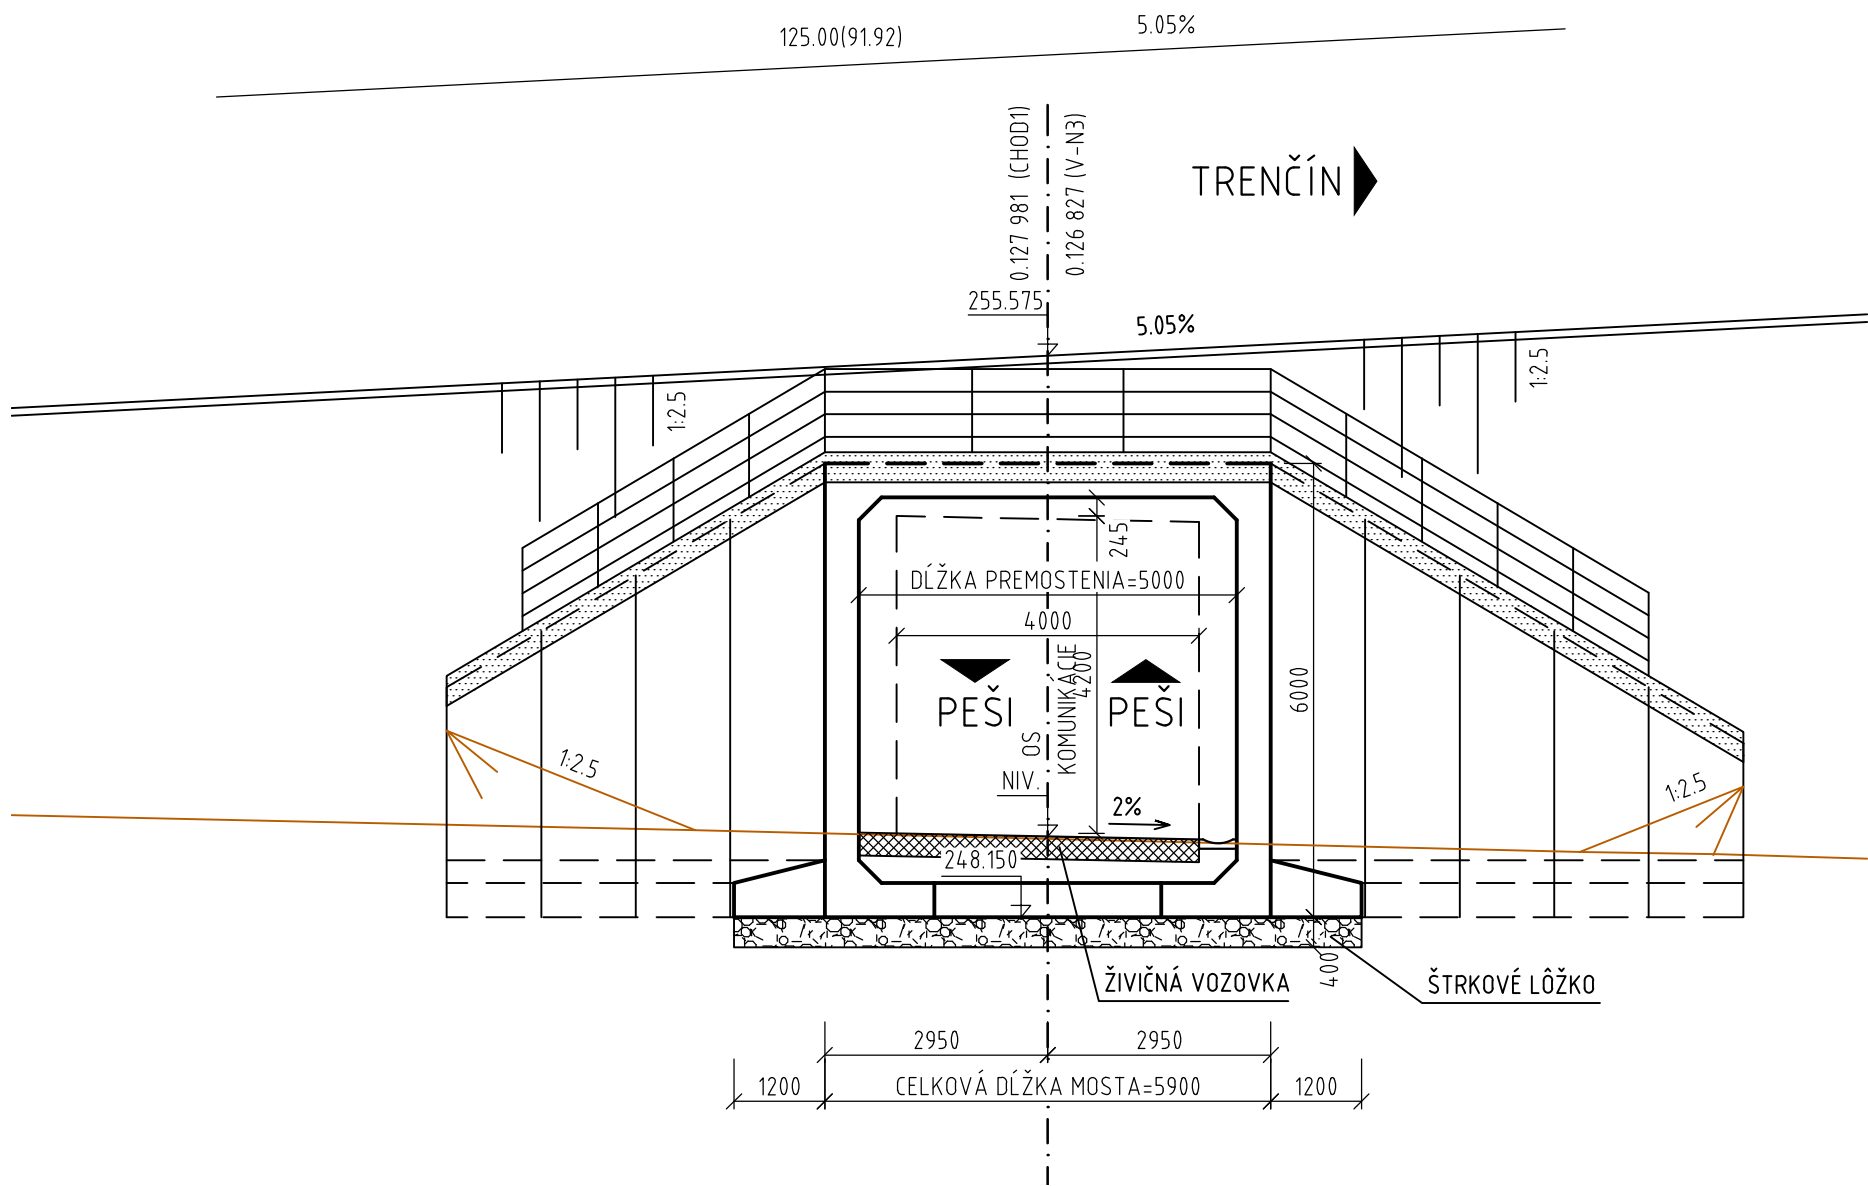 125.00(91.92)
5.05%
0.127 981 (CHOD1)
0.126 827 (V-N3)
TRENČÍN
255.575
5.05%
1:2.5
1:2.5
245
DĹŽKA PREMOSTENIA=5000
4000
4200
6000
PEŠI
PEŠI
OS
KOMUNIKÁCIE
NIV.
2%
1:2.5
1:2.5
248.150
400
ŽIVIČNÁ VOZOVKA
ŠTRKOVÉ LÔŽKO
2950
2950
1200
CELKOVÁ DĹŽKA MOSTA=5900
1200